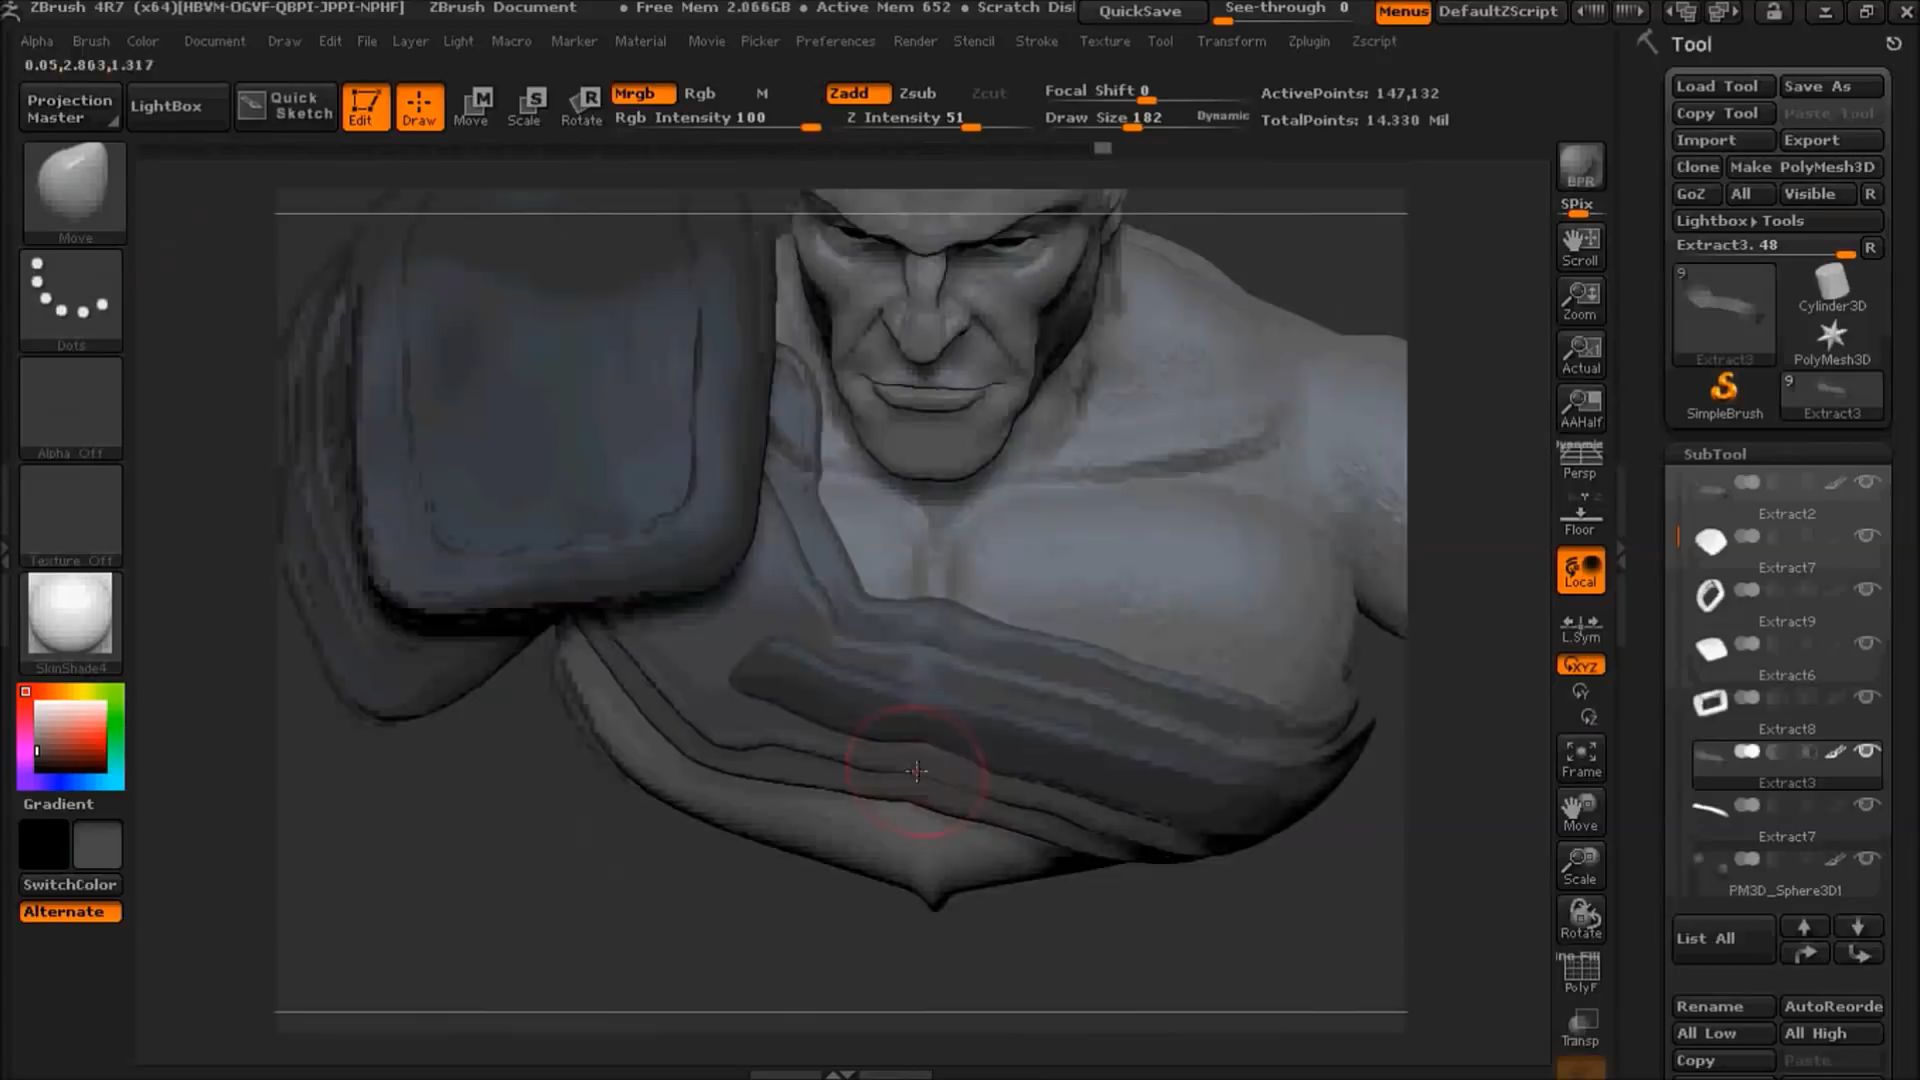 ZBrush 4R7 (x64)[HBVM-OGVF-QBPI-JPPI-NPHF] ZBrush Document • Free Mem 2.066GB • Active Mem 652 • Scratch Dis QuickSave See-through 0 Menus DefaultZScript
Alpha Brush Color Document Draw Edit File Layer Light Macro Marker Material Movie Picker Preferences Render Stencil Stroke Texture Tool Transform Zplugin Zscript
0.05,2.863,1.317
Projection Master
LightBox
Quick Sketch
Edit
Draw
Move
Scale
Rotate
Mrgb Rgb M
Rgb Intensity 100
Zadd Zsub Zcut
Z Intensity 51
Focal Shift 0
Draw Size 182 Dynamic
ActivePoints: 147,132
TotalPoints: 14.330 Mil
Move
Dots
Alpha Off
Texture Off
SkinShade4
Gradient
SwitchColor
Alternate
BPR
SPix
Scroll
Zoom
Actual
AAHalf
Dynamic
Persp
Floor
Local
L.Sym
XYZ
Y
Z
Frame
Move
Scale
Rotate
PolyF
Transp
Tool
Load Tool Save As
Copy Tool Paste Tool
Import Export
Clone Make PolyMesh3D
GoZ All Visible R
Lightbox▸Tools
Extract3. 48 R
9
Extract3
Cylinder3D
PolyMesh3D
SimpleBrush
9
Extract3
SubTool
Extract2
Extract7
Extract9
Extract6
Extract8
Extract3
Extract7
PM3D_Sphere3D1
List All
Rename AutoReorde
All Low All High
Copy Paste